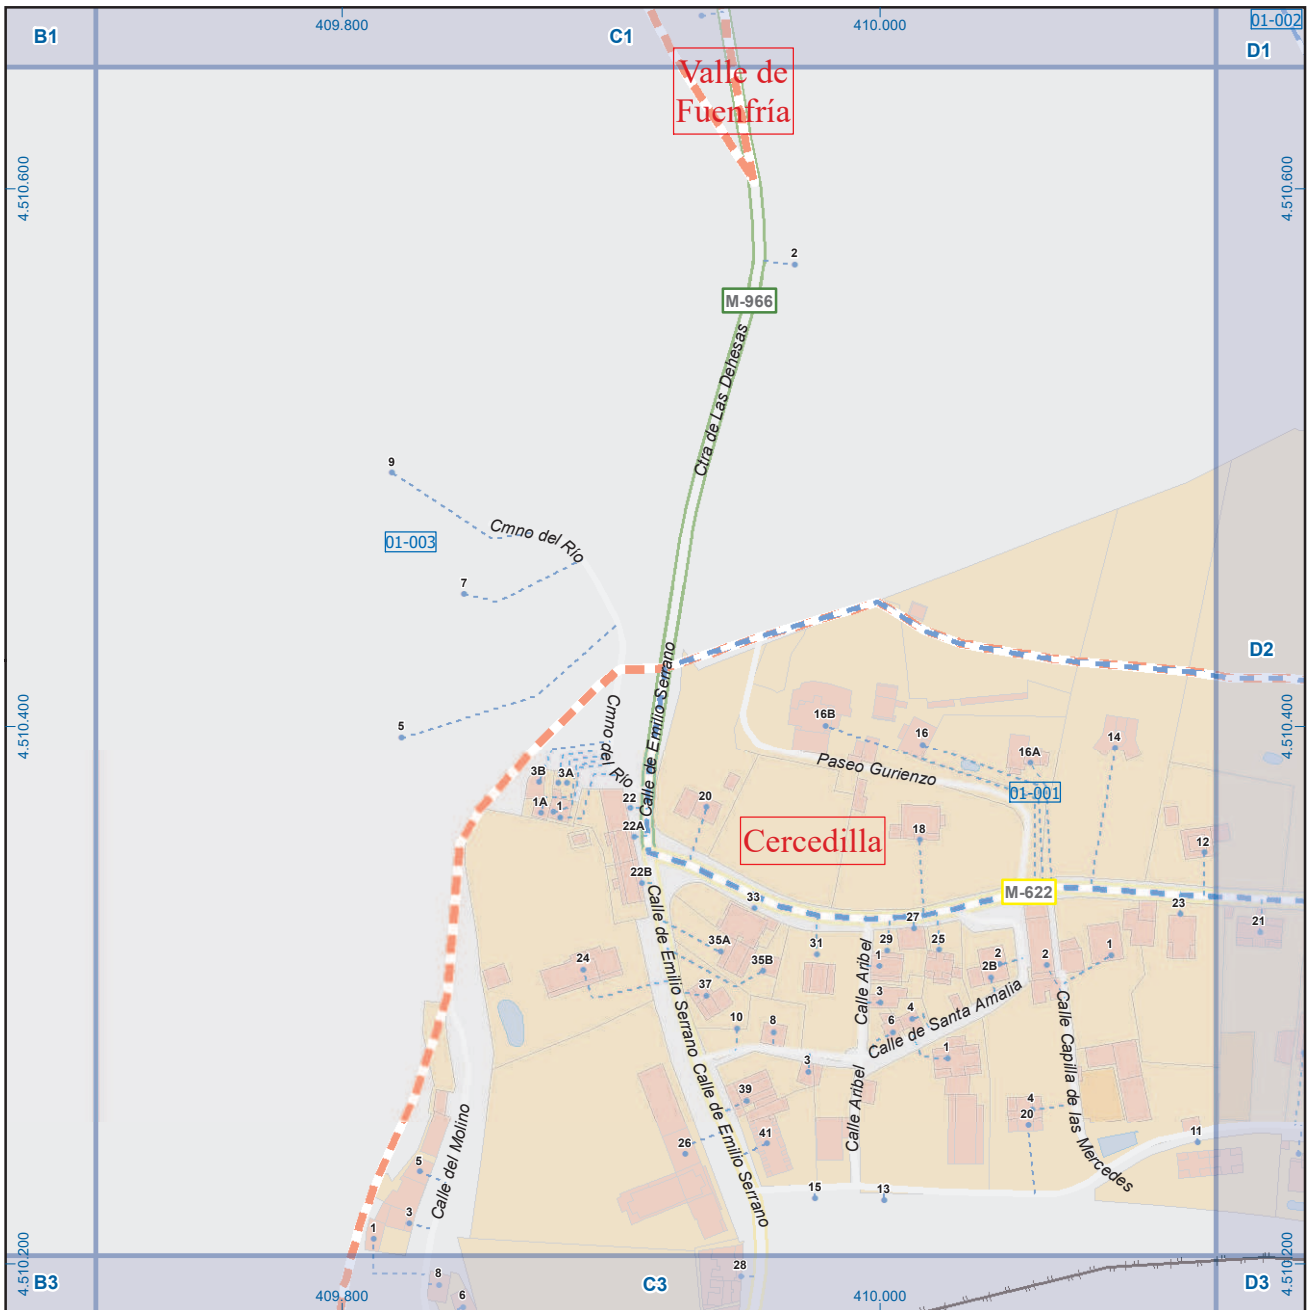 409.800
410.000
01-002
B1
C1
D1
Valle de
Fuenfría
4.510.600
4.510.600
2
M-966
Ctra de Las Dehesas
9
Cmno del Río
01-003
7
D2
Calle de Emilio Serrano
Cmno del Río
5
4.510.400
4.510.400
16B
16
16A
14
Paseo Gurienzo
3B
3A
1A
1
22
20
01-001
22A
18
Cercedilla
12
22B
M-622
33
27
23
21
35A
31
29
25
24
35B
1
2
2B
2
1
37
3
Calle Aribel
Calle de Emilio Serrano
10
8
6
4
Calle de Santa Amalia
1
3
Calle Capilla de las Mercedes
39
Calle Aribel
Calle de Emilio Serrano
4
20
41
26
11
Calle del Molino
5
15
13
3
1
4.510.200
4.510.200
B3
8
6
C3
28
D3
409.800
410.000